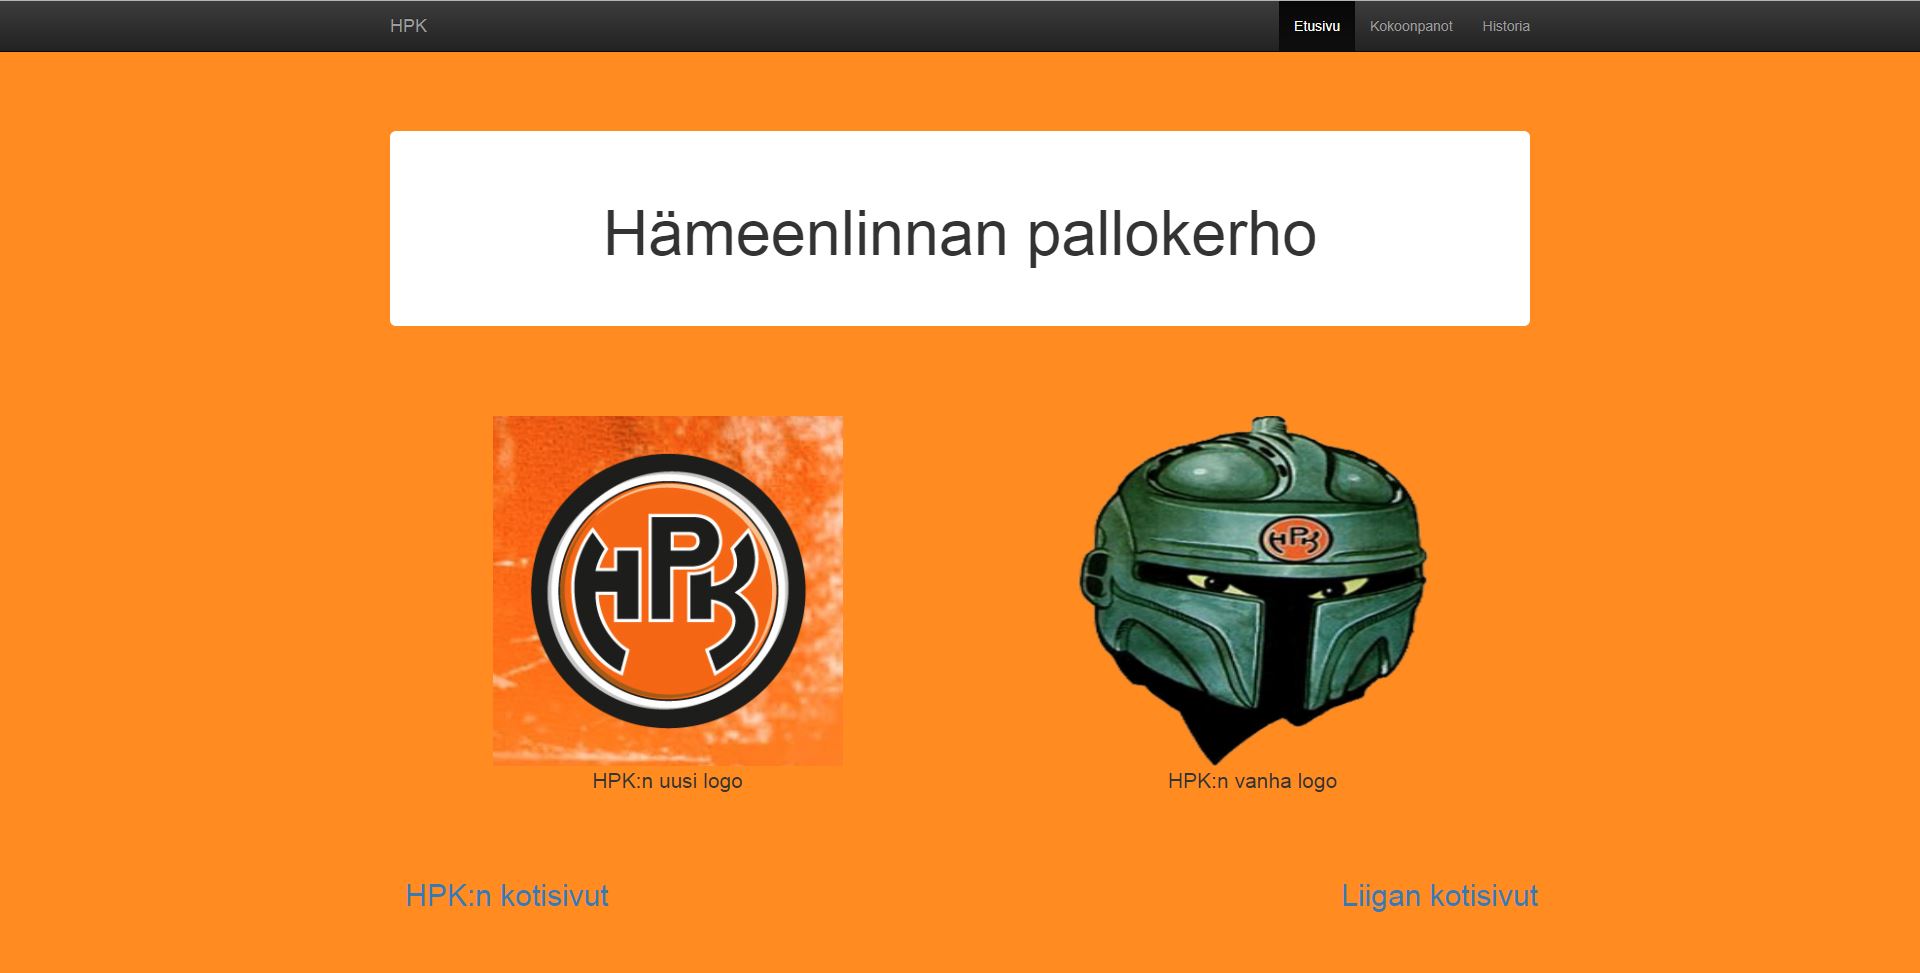 HPK
Etusivu Kokoonpanot Historia
Hämeenlinnan pallokerho
HPK
HPK
HPK:n uusi logo
HPK:n vanha logo
HPK:n kotisivut
Liigan kotisivut